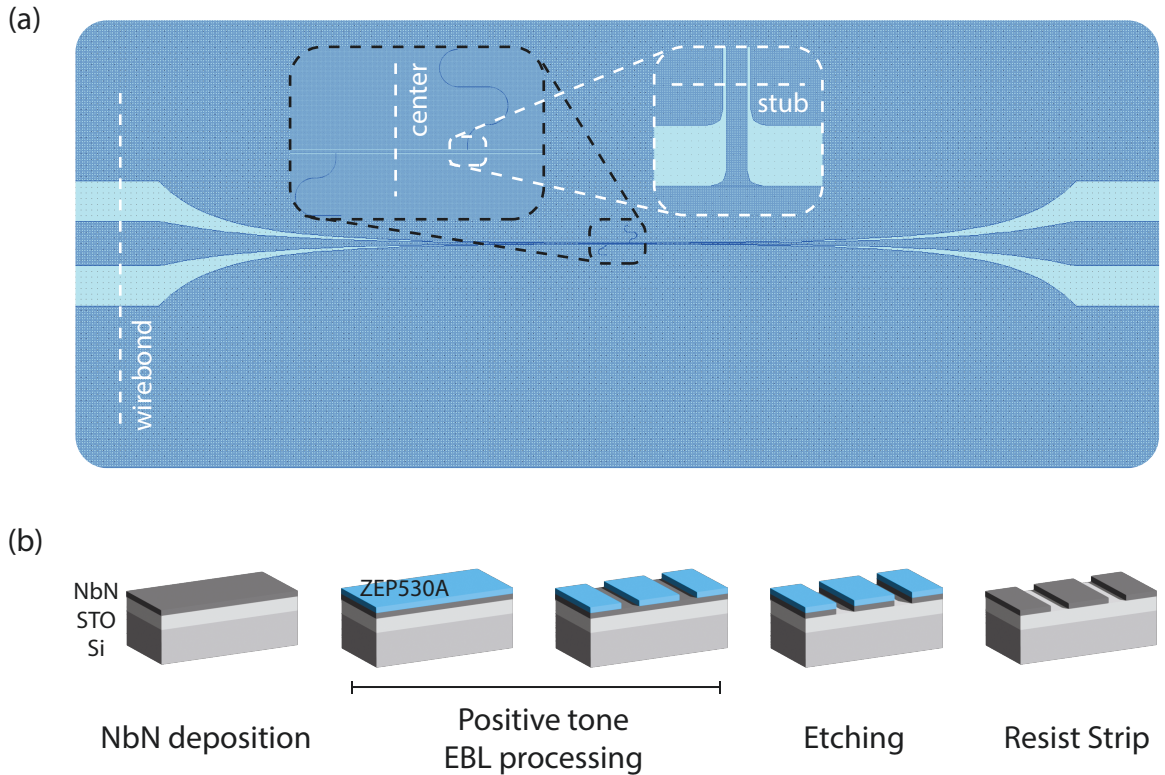 (a)
center
stub
wirebond
(b)
NbN
STO
Si
ZEP530A
NbN deposition
Positive tone
EBL processing
Etching
Resist Strip